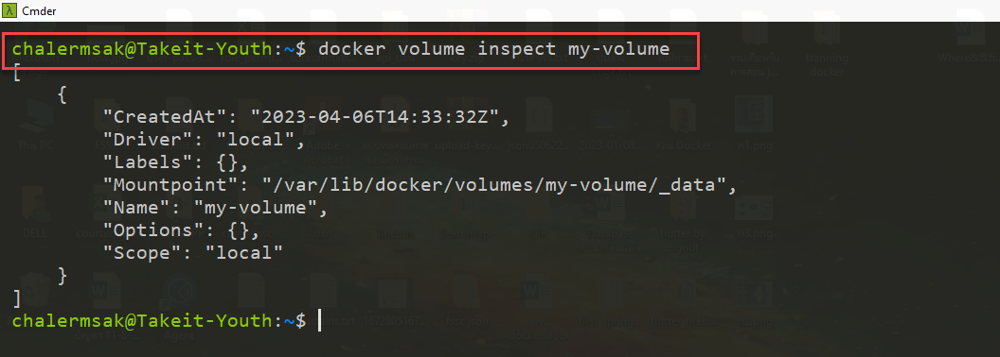 Cmder
chalermsak@Takeit-Youth:~$ docker volume inspect my-volume
[
    {
        "CreatedAt": "2023-04-06T14:33:32Z",
        "Driver": "local",
        "Labels": {},
        "Mountpoint": "/var/lib/docker/volumes/my-volume/_data",
        "Name": "my-volume",
        "Options": {},
        "Scope": "local"
    }
]
chalermsak@Takeit-Youth:~$